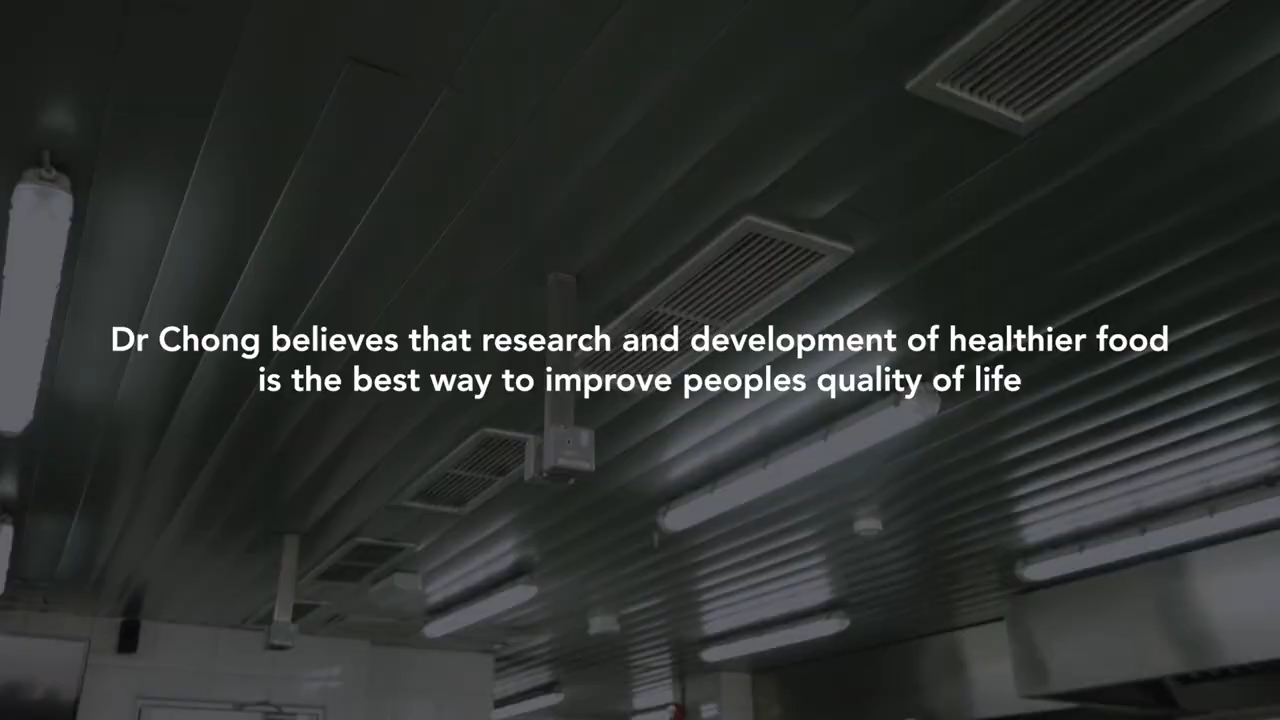 Dr Chong believes that research and development of healthier food
is the best way to improve peoples quality of life